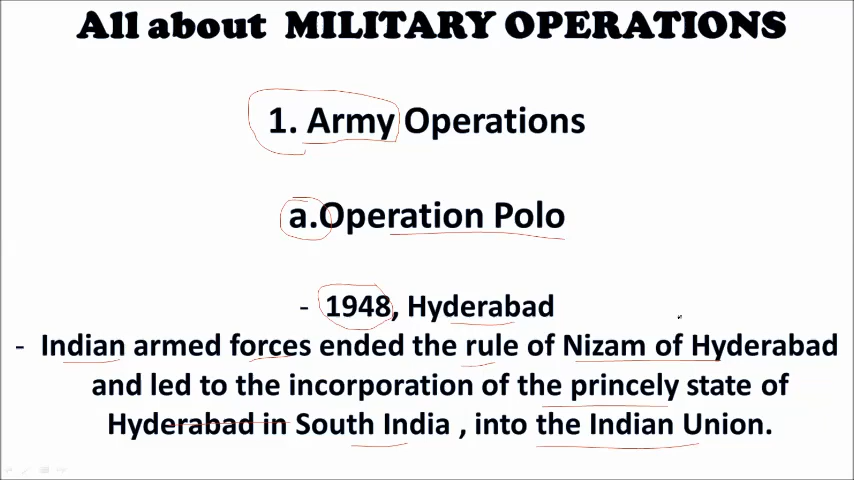 All about MILITARY OPERATIONS
1. Army Operations
a.Operation Polo
- 1948, Hyderabad
- Indian armed forces ended the rule of Nizam of Hyderabad
and led to the incorporation of the princely state of
Hyderabad in South India , into the Indian Union.